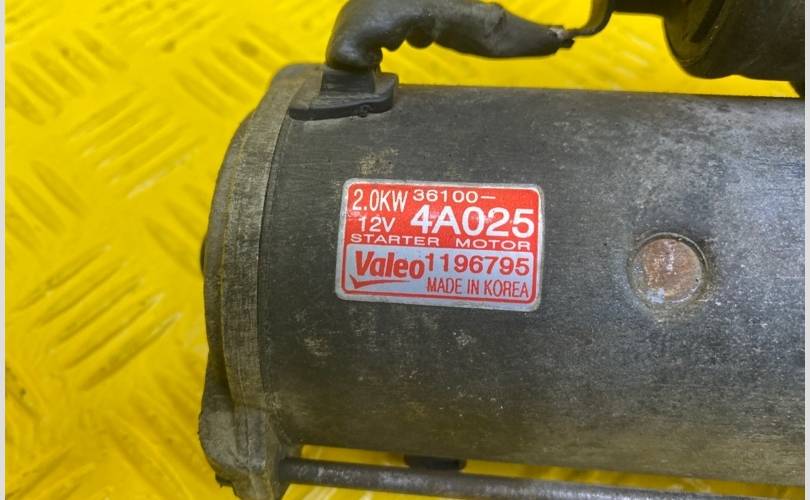 2.0KW 36100-
12V 4A025
STARTER MOTOR
Valeo 1196795
MADE IN KOREA